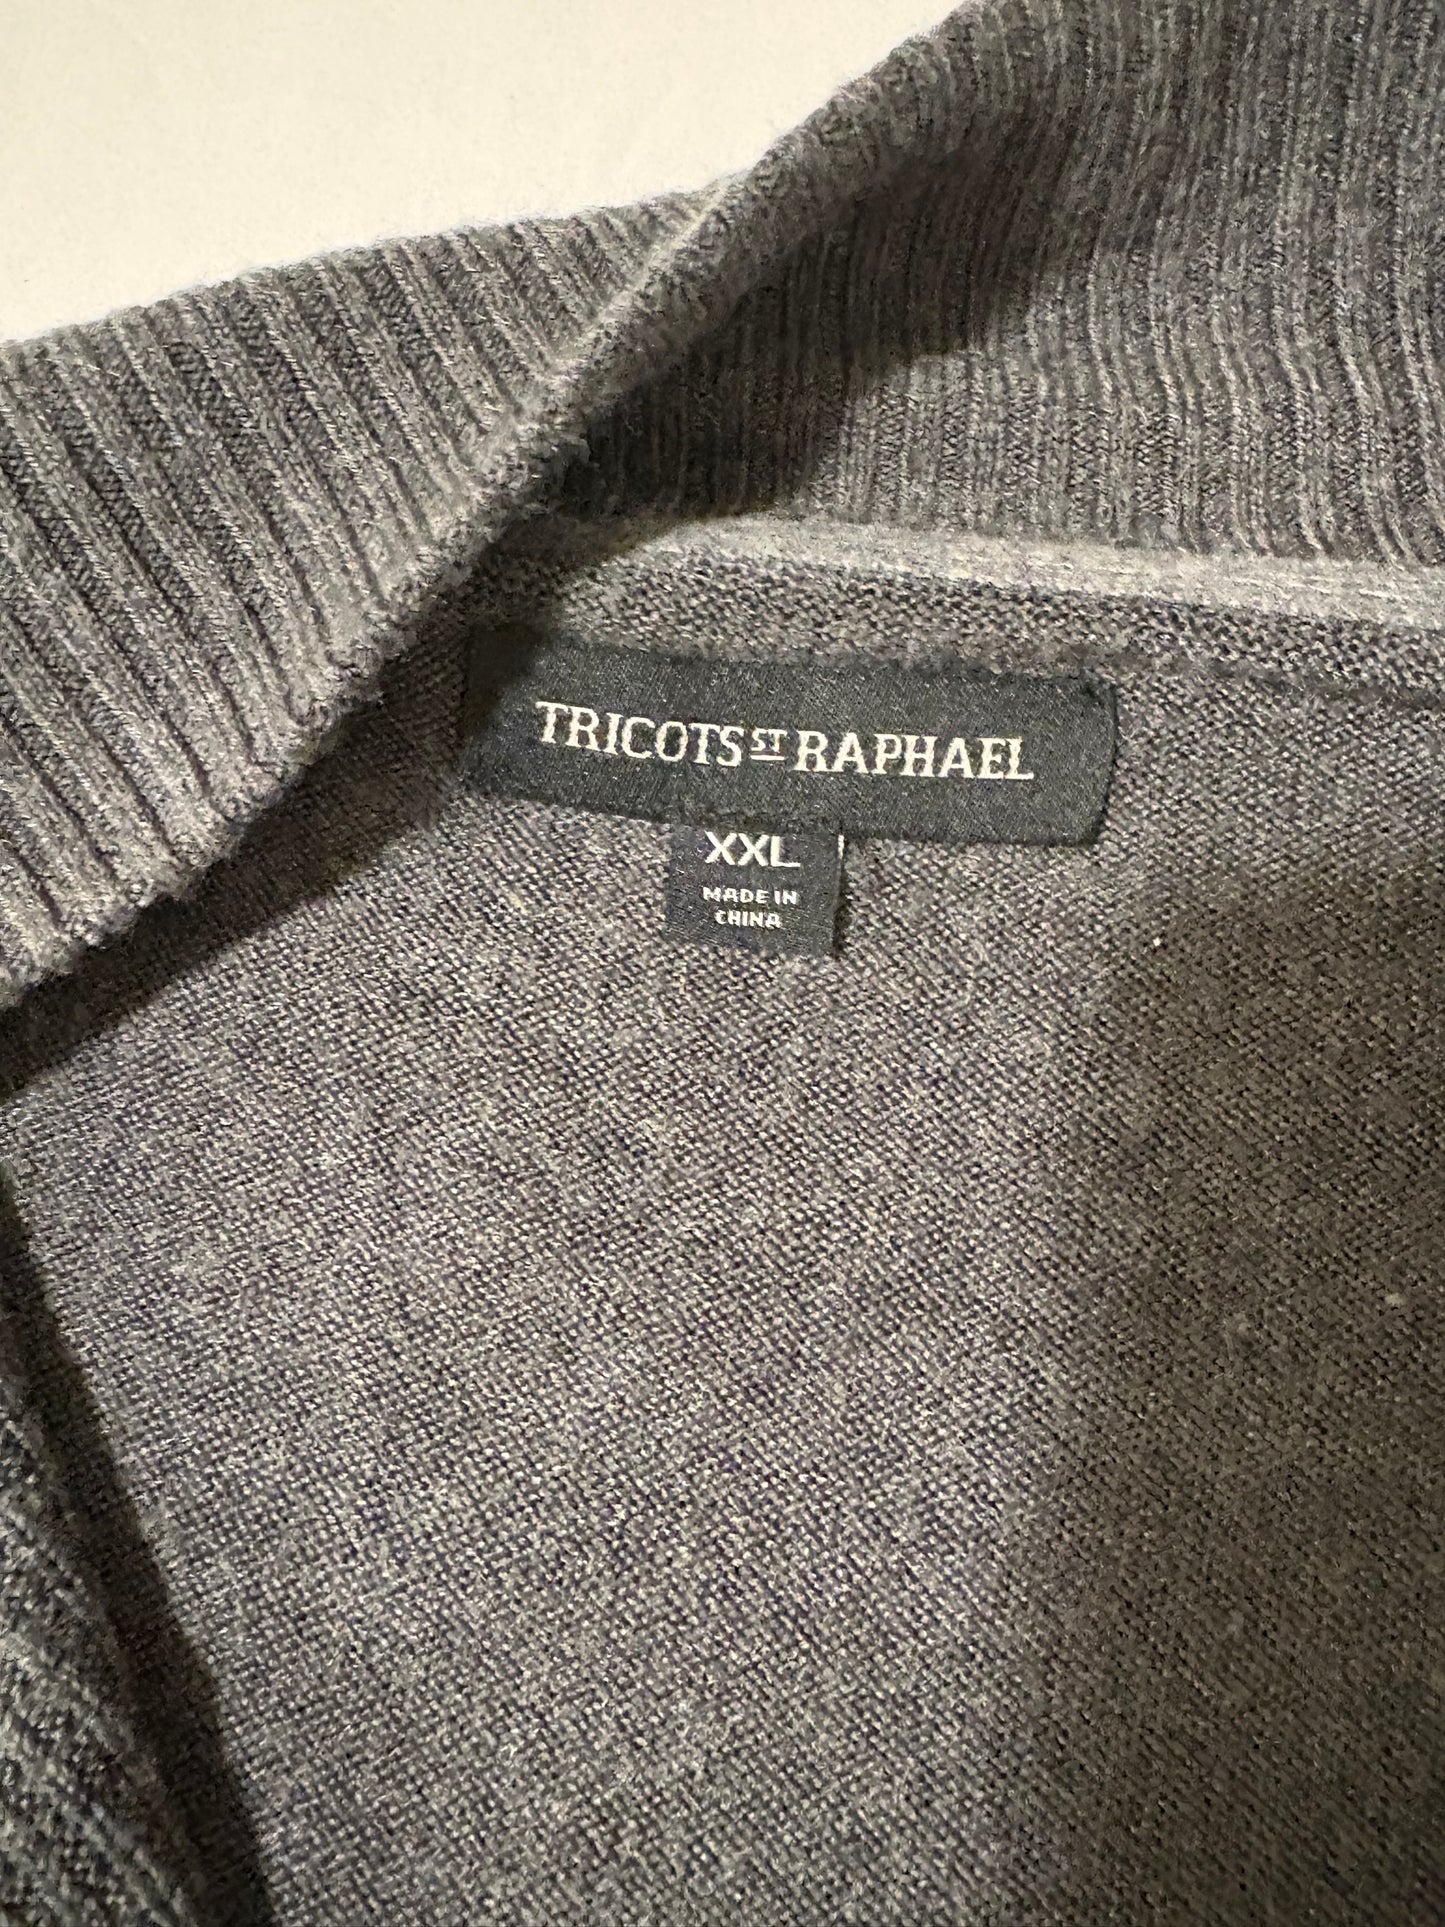 TRICOTS ST RAPHAEL
XXL
MADE IN
CHINA